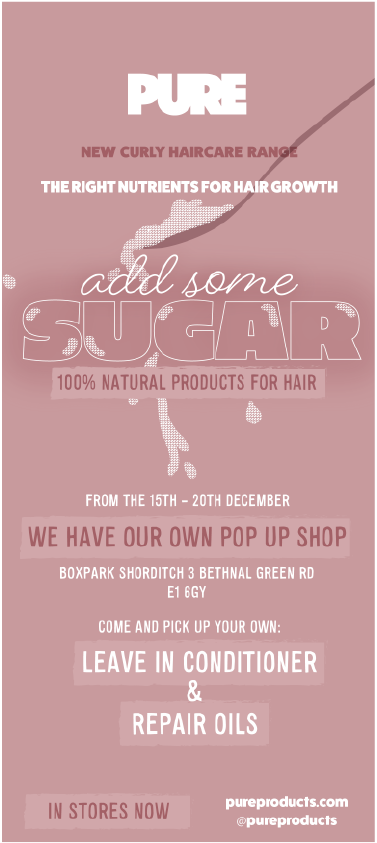 PURE
NEW CURLY HAIRCARE RANGE
THE RIGHT NUTRIENTS FOR HAIR GROWTH
add some
SUGAR
100% NATURAL PRODUCTS FOR HAIR
FROM THE 15TH - 20TH DECEMBER
WE HAVE OUR OWN POP UP SHOP
BOXPARK SHORDITCH 3 BETHNAL GREEN RD
E1 6GY
COME AND PICK UP YOUR OWN:
LEAVE IN CONDITIONER
&
REPAIR OILS
IN STORES NOW
pureproducts.com
@pureproducts